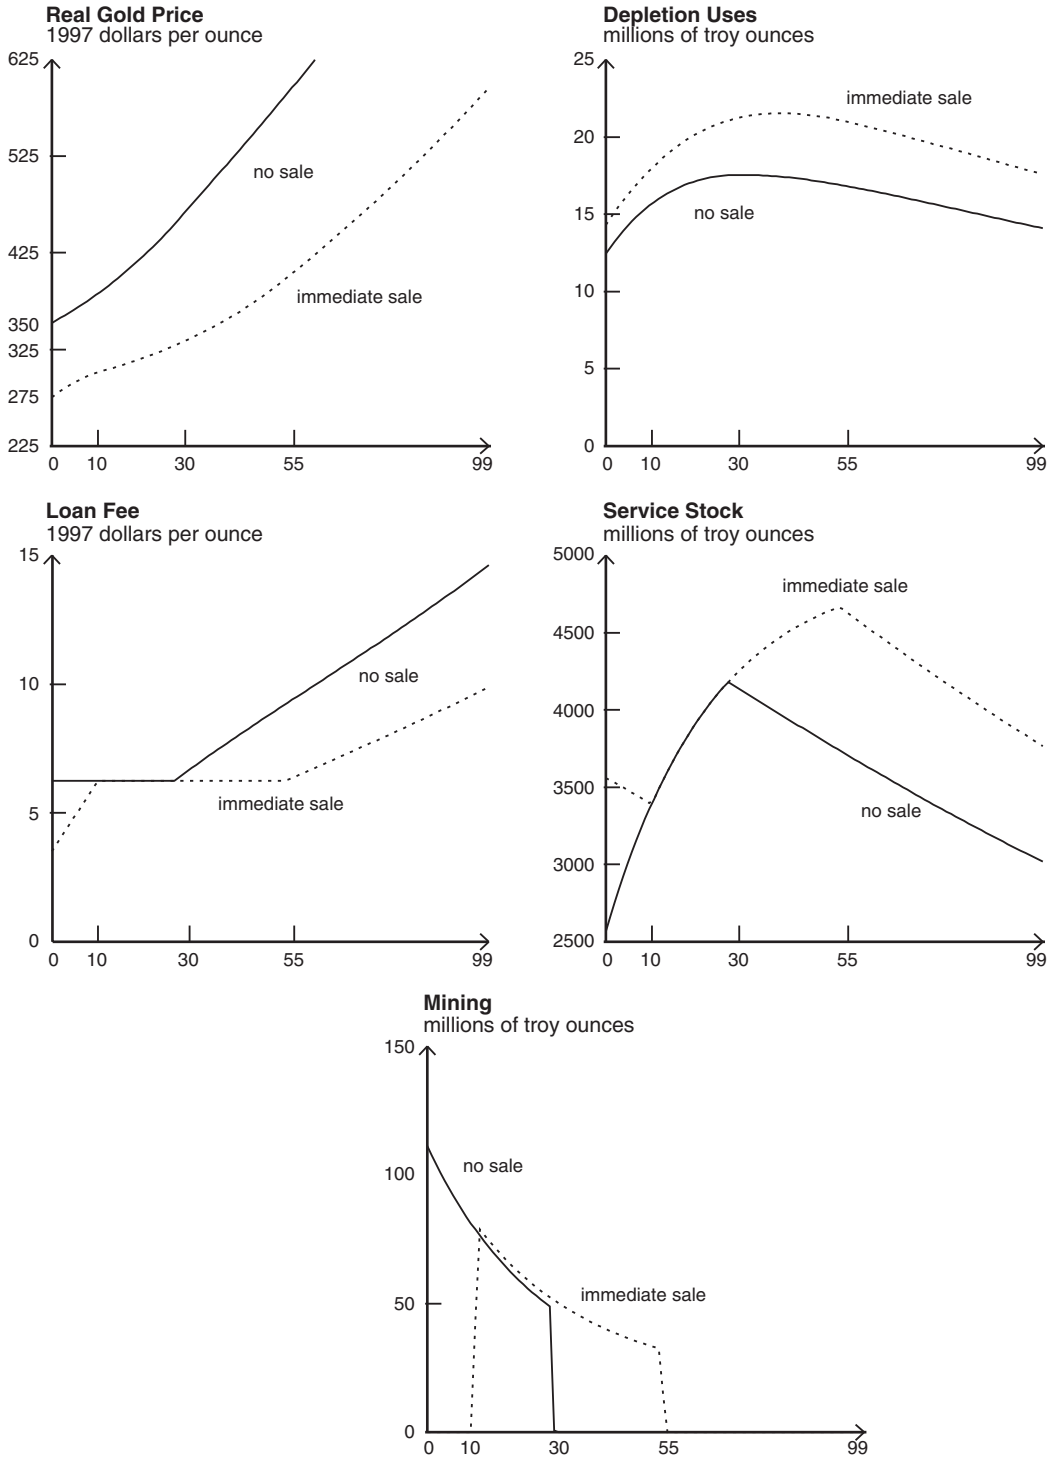 Real Gold Price
1997 dollars per ounce
625
525
425
350
325
275
225
no sale
immediate sale
0 10 30 55 99
Depletion Uses
millions of troy ounces
25
20
15
10
5
0
immediate sale
no sale
0 10 30 55 99
Loan Fee
1997 dollars per ounce
15
10
5
0
no sale
immediate sale
0 10 30 55 99
Service Stock
millions of troy ounces
5000
4500
4000
3500
3000
2500
immediate sale
no sale
0 10 30 55 99
Mining
millions of troy ounces
150
100
50
0
no sale
immediate sale
0 10 30 55 99